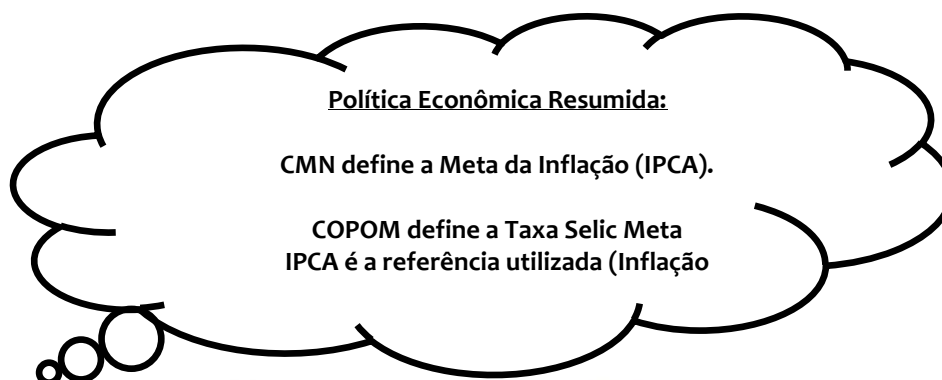 Política Econômica Resumida:
CMN define a Meta da Inflação (IPCA).
COPOM define a Taxa Selic Meta
IPCA é a referência utilizada (Inflação